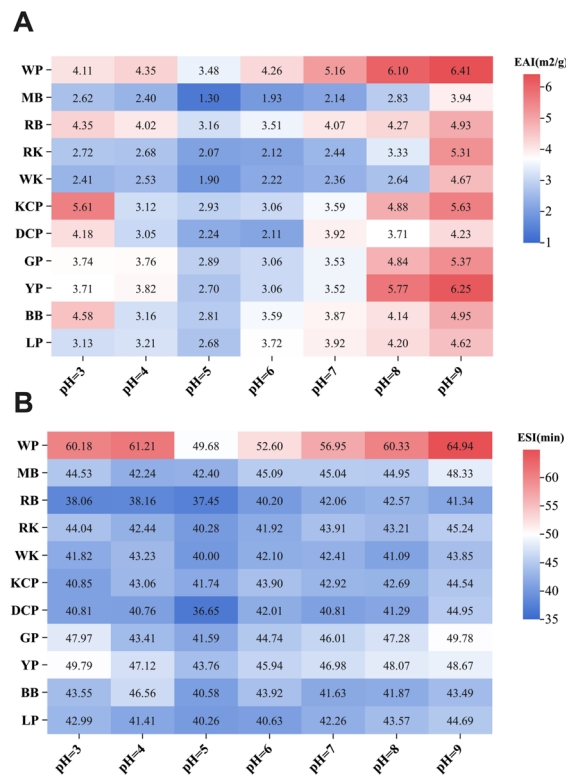 A
WP 4.11 4.35 3.48 4.26 5.16 6.10 6.41
MB 2.62 2.40 1.30 1.93 2.14 2.83 3.94
RB 4.35 4.02 3.16 3.51 4.07 4.27 4.93
RK 2.72 2.68 2.07 2.12 2.44 3.33 5.31
WK 2.41 2.53 1.90 2.22 2.36 2.64 4.67
KCP 5.61 3.12 2.93 3.06 3.59 4.88 5.63
DCP 4.18 3.05 2.24 2.11 3.92 3.71 4.23
GP 3.74 3.76 2.89 3.06 3.53 4.84 5.37
YP 3.71 3.82 2.70 3.06 3.52 5.77 6.25
BB 4.58 3.16 2.81 3.59 3.87 4.14 4.95
LP 3.13 3.21 2.68 3.72 3.92 4.20 4.62
pH=3 pH=4 pH=5 pH=6 pH=7 pH=8 pH=9
EAI(m2/g)
6
5
4
3
2
1
B
WP 60.18 61.21 49.68 52.60 56.95 60.33 64.94
MB 44.53 42.24 42.40 45.09 45.04 44.95 48.33
RB 38.06 38.16 37.45 40.20 42.06 42.57 41.34
RK 44.04 42.44 40.28 41.92 43.91 43.21 45.24
WK 41.82 43.23 40.00 42.10 42.41 41.09 43.85
KCP 40.85 43.06 41.74 43.90 42.92 42.69 44.54
DCP 40.81 40.76 36.65 42.01 40.81 41.29 44.95
GP 47.97 43.41 41.59 44.74 46.01 47.28 49.78
YP 49.79 47.12 43.76 45.94 46.98 48.07 48.67
BB 43.55 46.56 40.58 43.92 41.63 41.87 43.49
LP 42.99 41.41 40.26 40.63 42.26 43.57 44.69
pH=3 pH=4 pH=5 pH=6 pH=7 pH=8 pH=9
ESI(min)
60
55
50
45
40
35